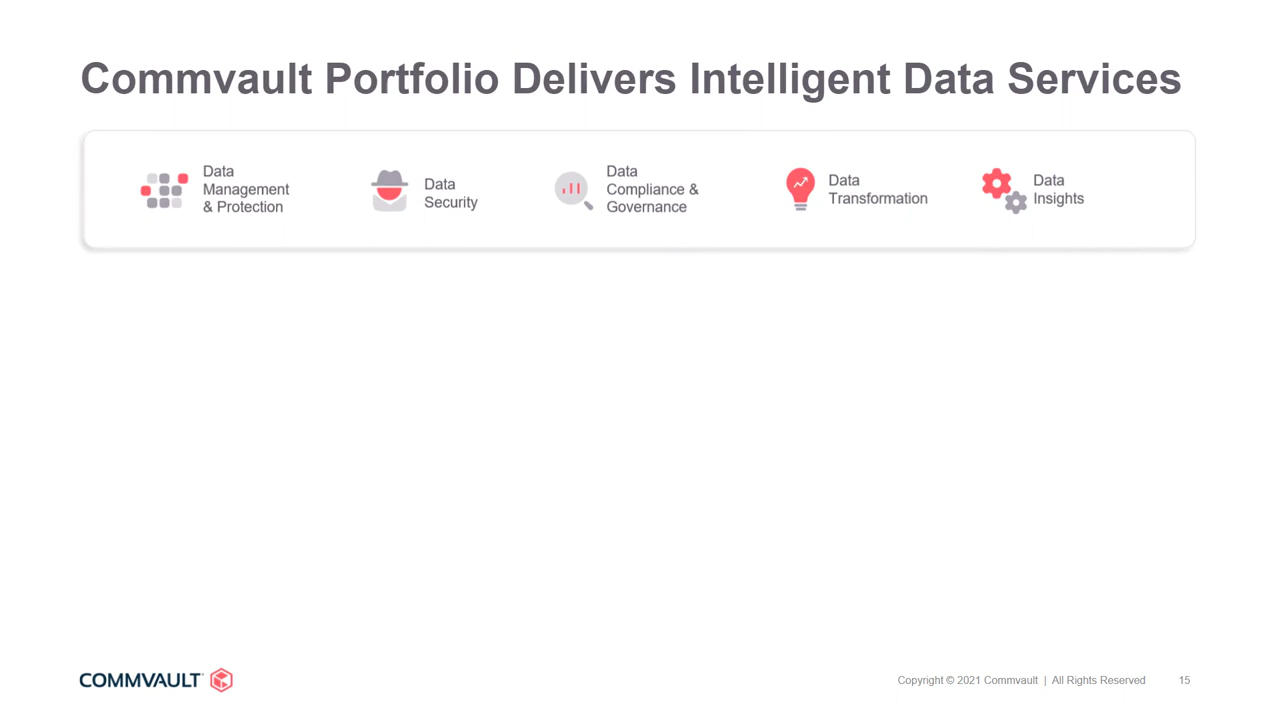 Commvault Portfolio Delivers Intelligent Data Services
Data
Management
& Protection
Data
Security
Data
Compliance &
Governance
Data
Transformation
Data
Insights
COMMVAULT
Copyright © 2021 Commvault | All Rights Reserved 15